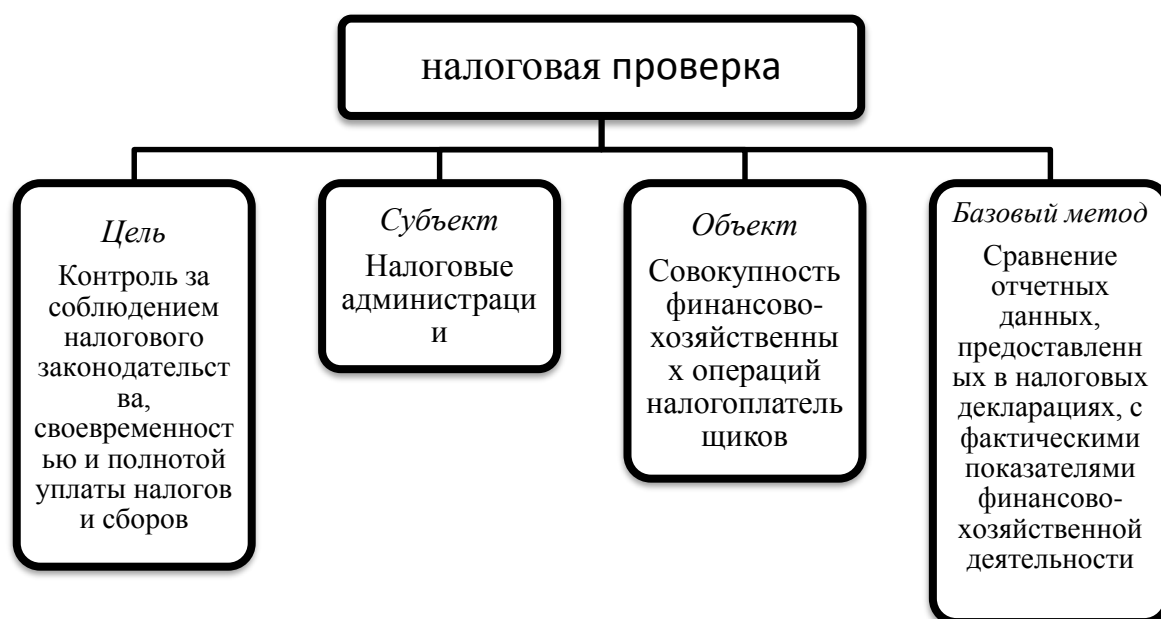 налоговая проверка
Цель
Контроль за
соблюдением
налогового
законодательст
ва,
своевременност
ью и полнотой
уплаты налогов
и сборов
Субъект
Налоговые
администраци
и
Объект
Совокупность
финансово-
хозяйственны
х операций
налогоплатель
щиков
Базовый метод
Сравнение
отчетных
данных,
предоставленн
ых в налоговых
декларациях, с
фактическими
показателями
финансово-
хозяйственной
деятельности